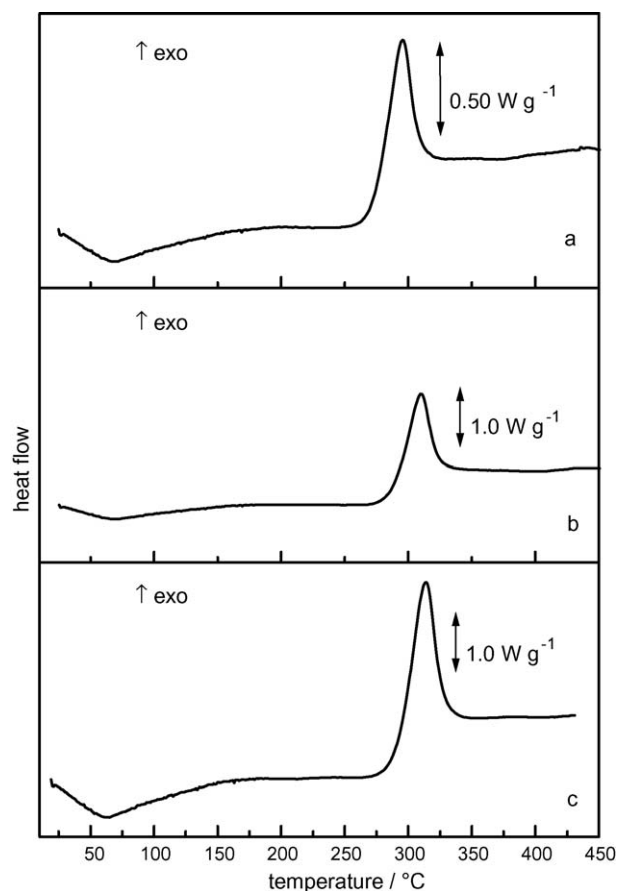 ↑ exo
0.50 W g⁻¹
a
↑ exo
1.0 W g⁻¹
b
↑ exo
1.0 W g⁻¹
c
heat flow
50 100 150 200 250 300 350 400 450
temperature / °C